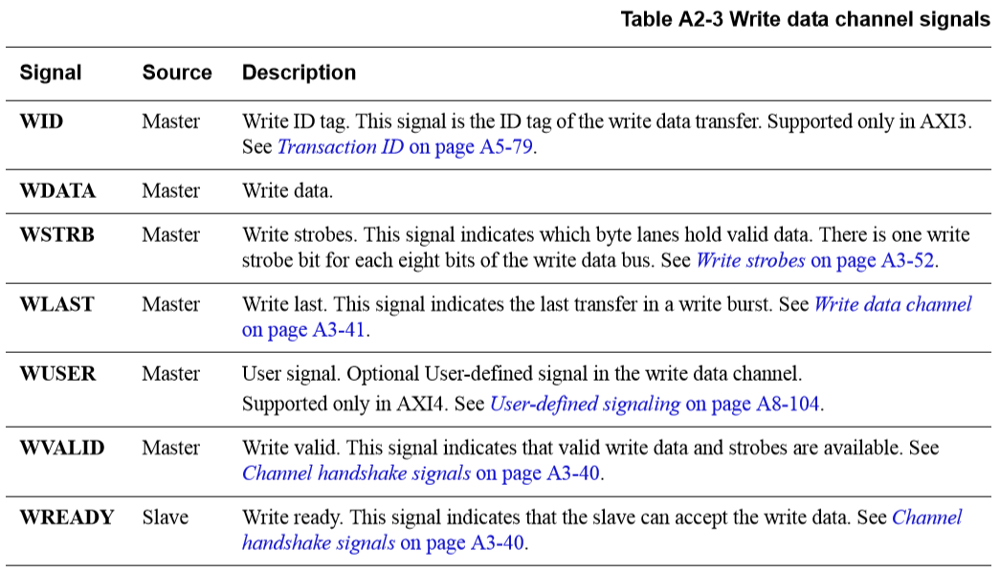 Table A2-3 Write data channel signals
Signal Source Description
WID Master Write ID tag. This signal is the ID tag of the write data transfer. Supported only in AXI3.
See Transaction ID on page A5-79.
WDATA Master Write data.
WSTRB Master Write strobes. This signal indicates which byte lanes hold valid data. There is one write
strobe bit for each eight bits of the write data bus. See Write strobes on page A3-52.
WLAST Master Write last. This signal indicates the last transfer in a write burst. See Write data channel
on page A3-41.
WUSER Master User signal. Optional User-defined signal in the write data channel.
Supported only in AXI4. See User-defined signaling on page A8-104.
WVALID Master Write valid. This signal indicates that valid write data and strobes are available. See
Channel handshake signals on page A3-40.
WREADY Slave Write ready. This signal indicates that the slave can accept the write data. See Channel
handshake signals on page A3-40.